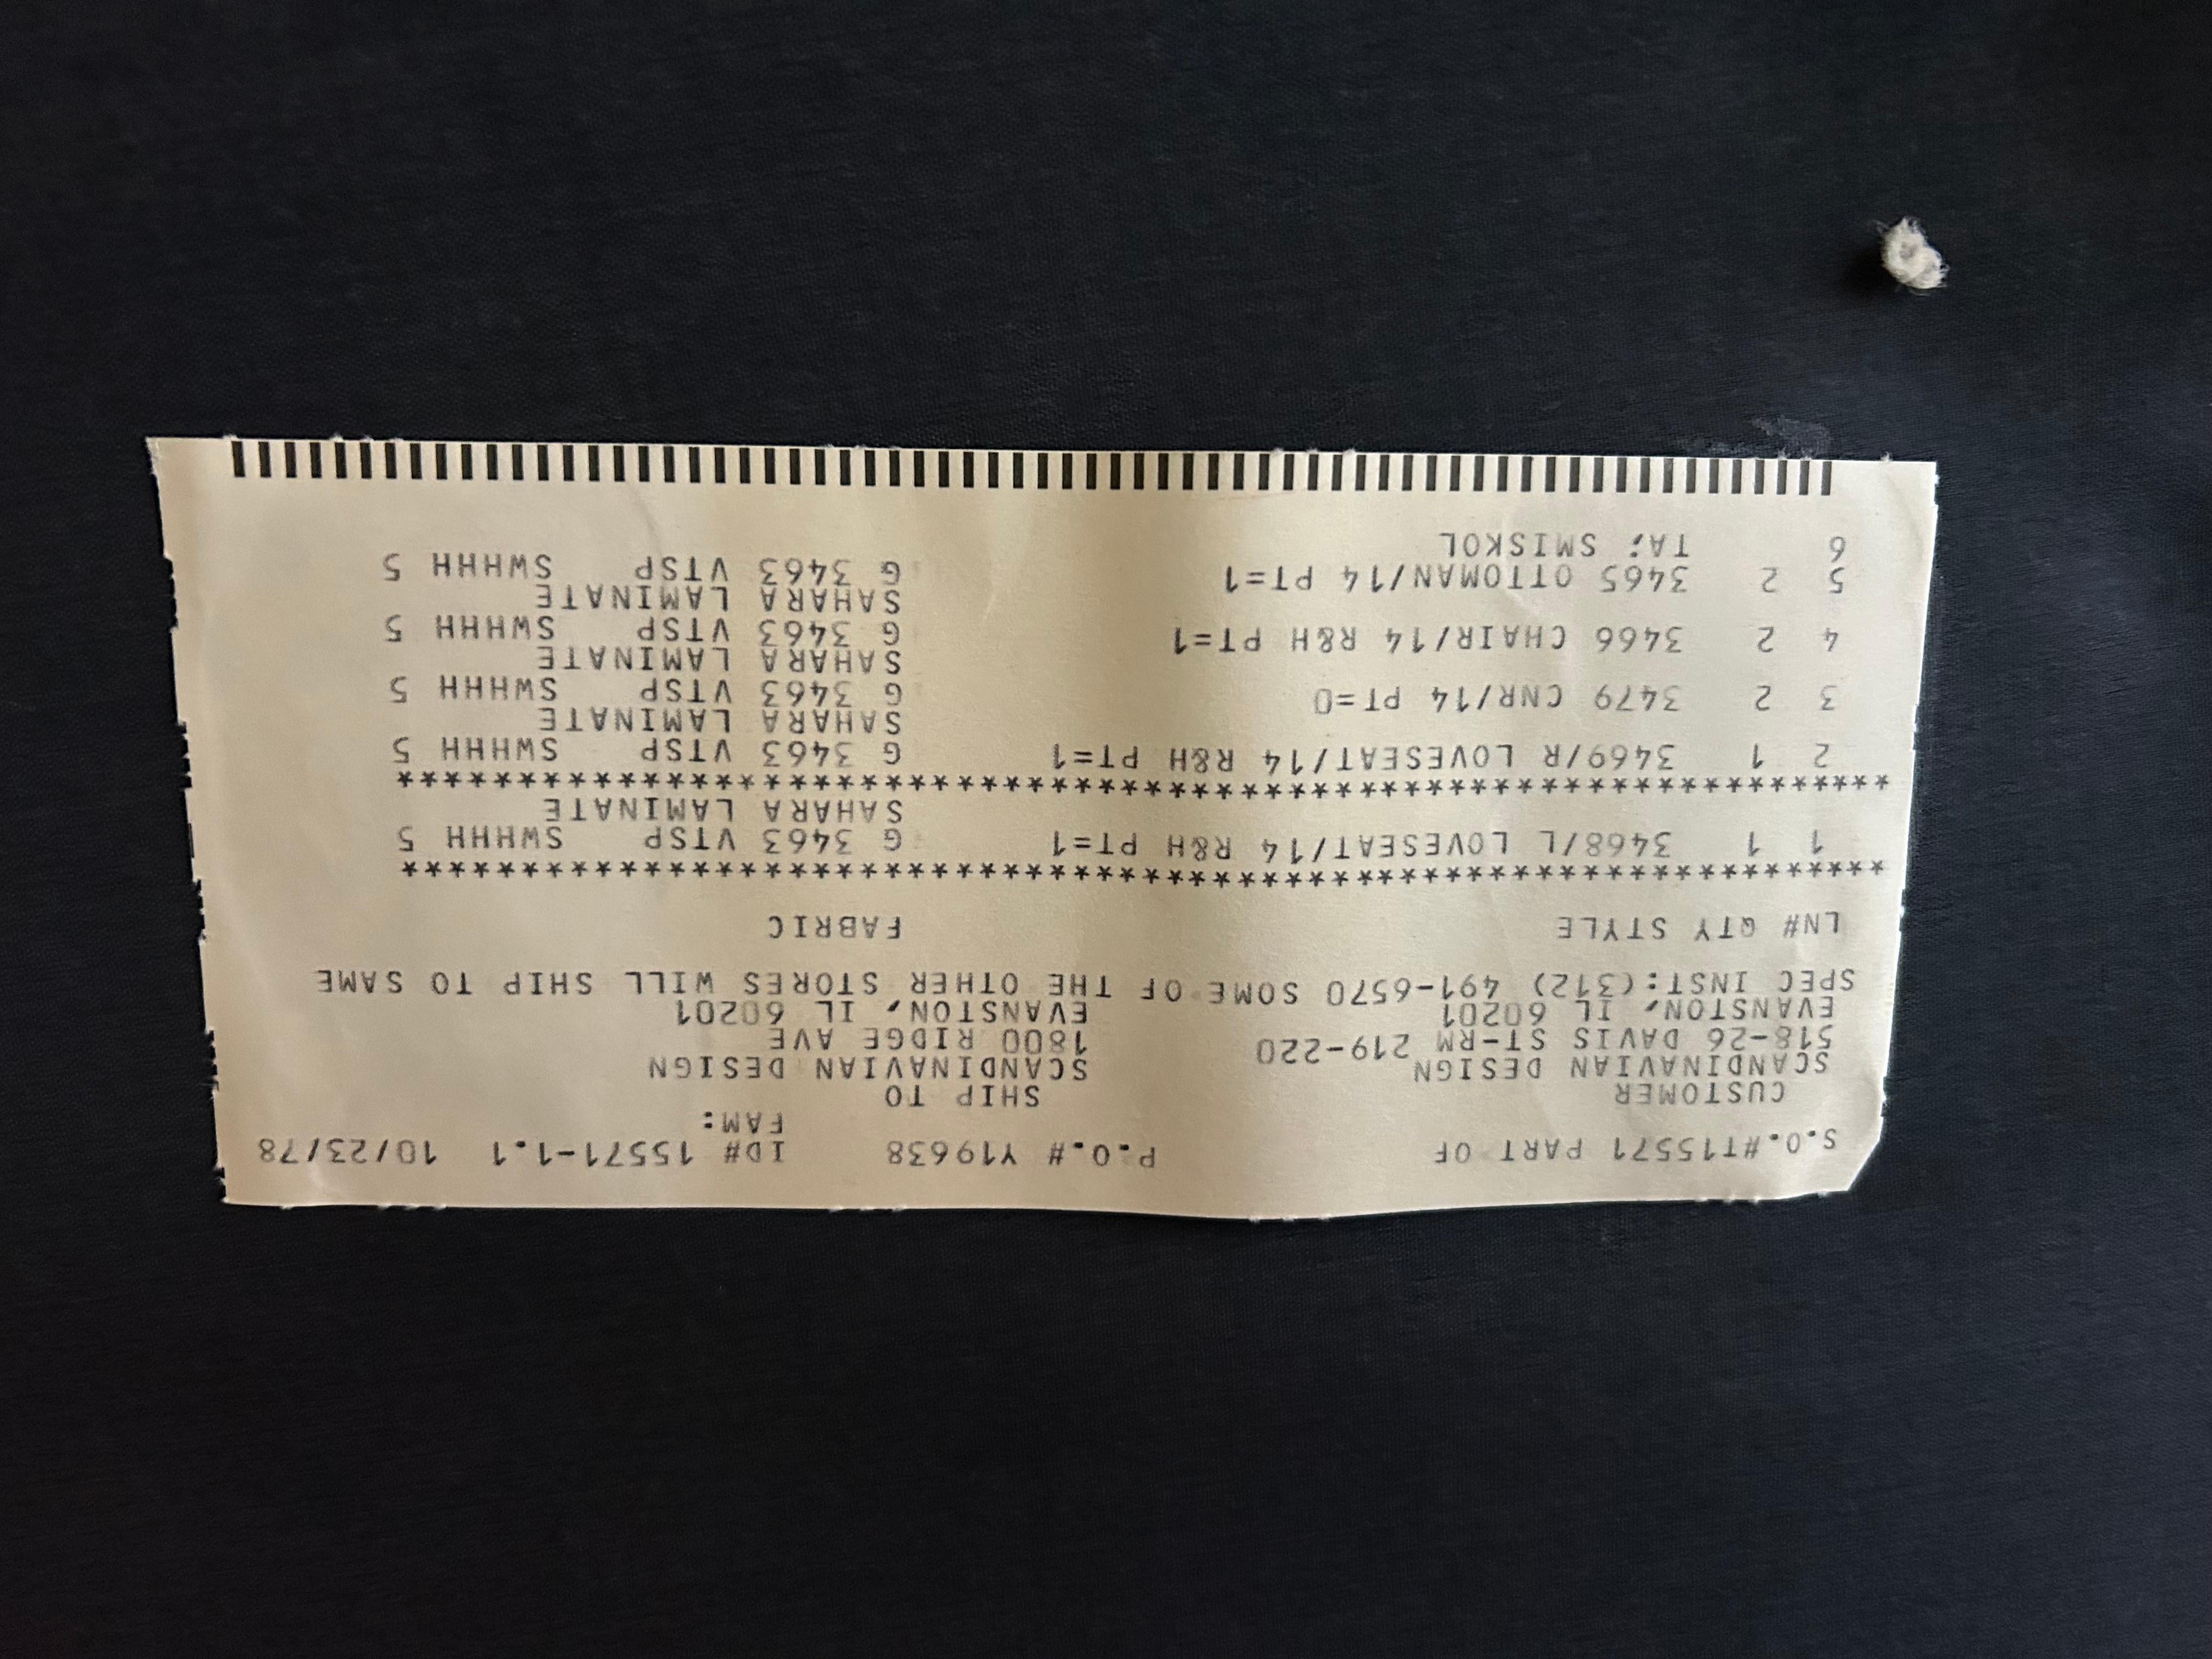 S.O.#T15571 PART OF P.O.# Y19638 ID# 15571-1.1 10/23/78
FAM:
CUSTOMER SHIP TO
SCANDINAVIAN DESIGN SCANDINAVIAN DESIGN
518-26 DAVIS ST-RM 219-220 1800 RIDGE AVE
EVANSTON, IL 60201 EVANSTON, IL 60201
SPEC INST:(312) 491-6570 SOME OF THE OTHER STORES WILL SHIP TO SAME
LN# QTY STYLE FABRIC
***************************************************************
1 1 3468/L LOVESEAT/14 R&H PT=1 G 3463 VTSP SWHHH 5
SAHARA LAMINATE
***************************************************************
2 1 3469/R LOVESEAT/14 R&H PT=1 G 3463 VTSP SWHHH 5
SAHARA LAMINATE
3 2 3479 CNR/14 PT=0 G 3463 VTSP SWHHH 5
SAHARA LAMINATE
4 2 3466 CHAIR/14 R&H PT=1 G 3463 VTSP SWHHH 5
SAHARA LAMINATE
5 2 3465 OTTOMAN/14 PT=1 G 3463 VTSP SWHHH 5
6 TA; SMISKOL